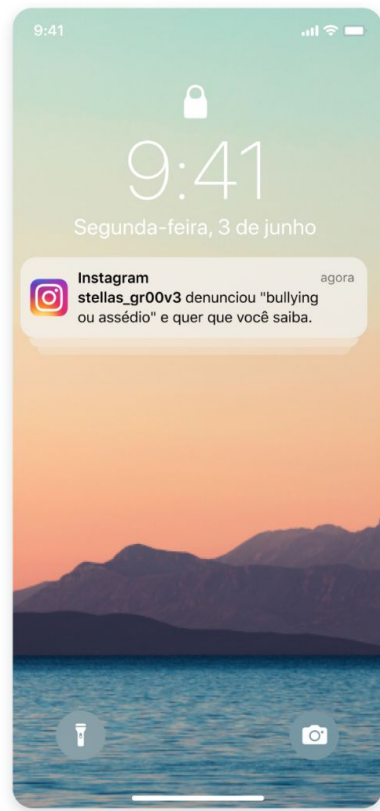 9:41
9:41
Segunda-feira, 3 de junho
Instagram agora
stellas_gr00v3 denunciou "bullying
ou assédio" e quer que você saiba.